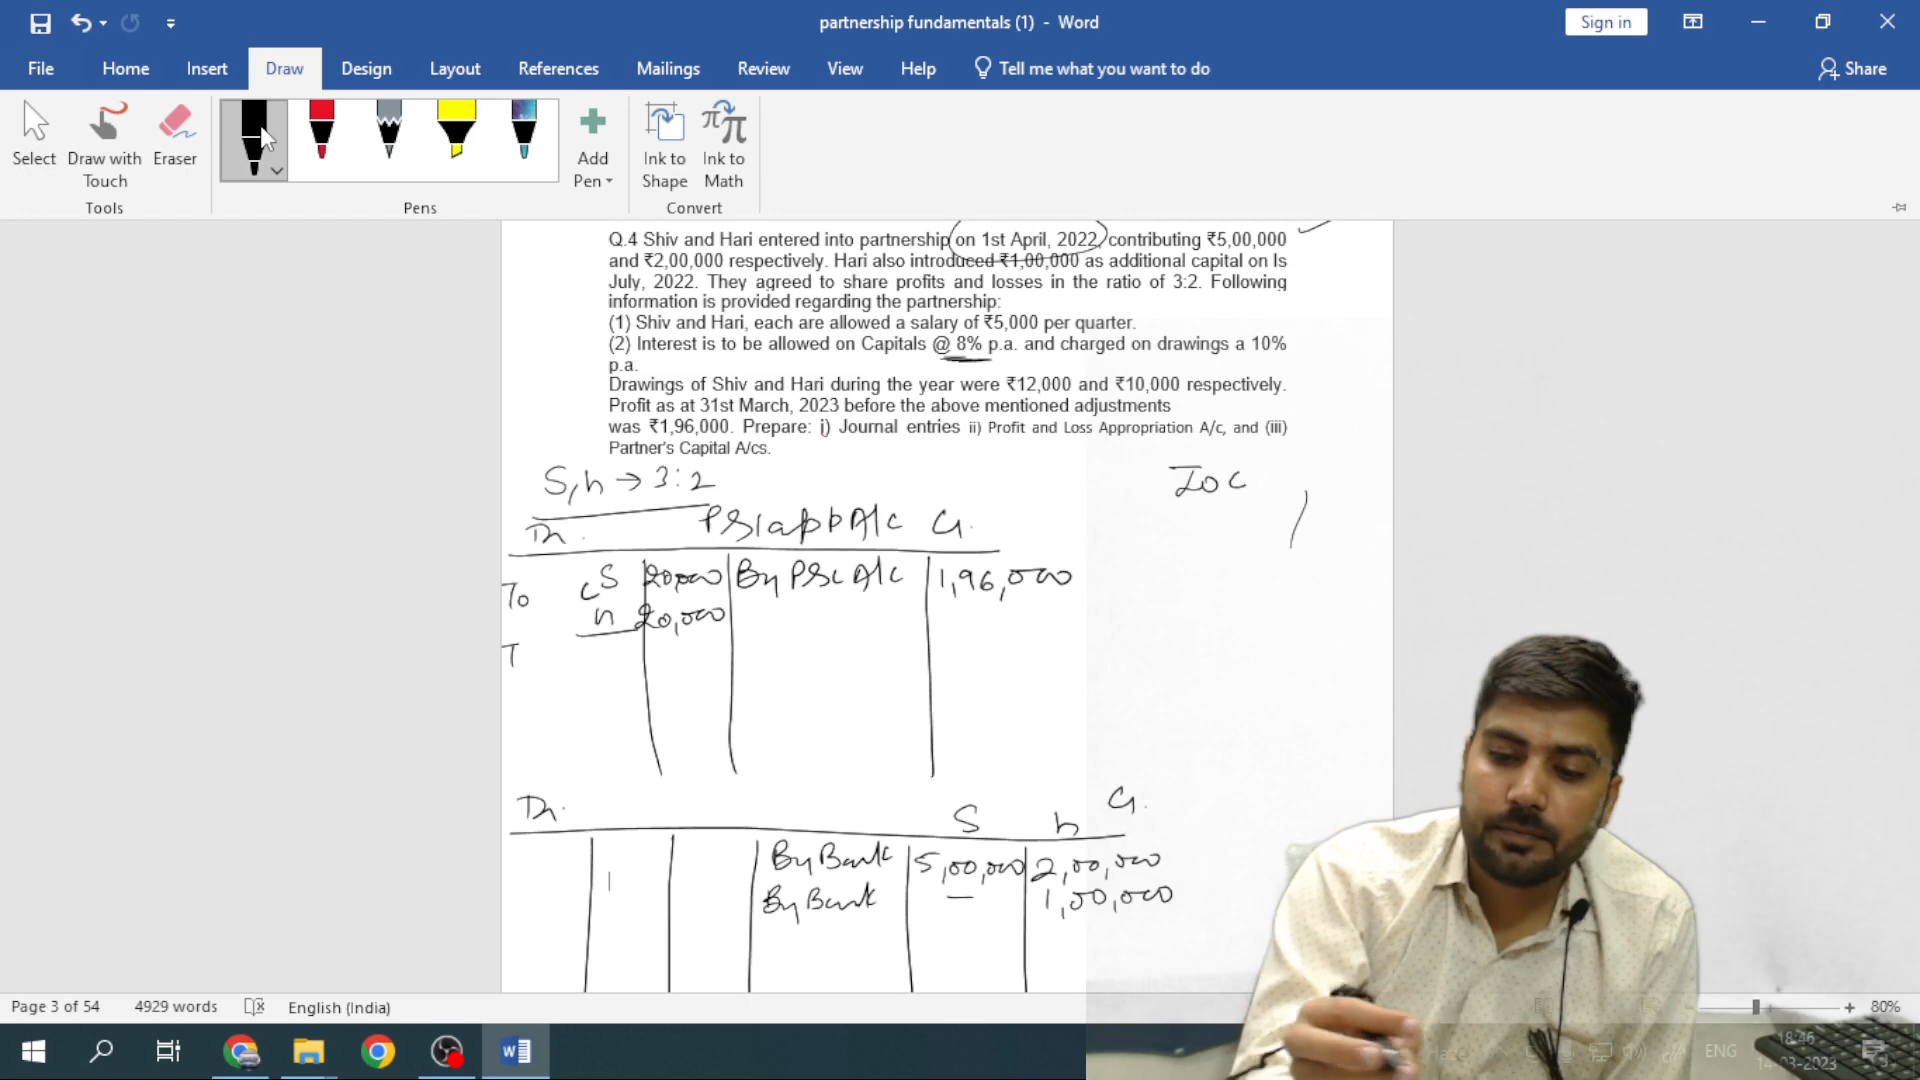 partnership fundamentals (1) - Word
Sign in
File Home Insert Draw Design Layout References Mailings Review View Help Tell me what you want to do Share
Select Draw with Touch Eraser Add Pen Ink to Shape Ink to Math
Tools Pens Convert
Q.4 Shiv and Hari entered into partnership on 1st April, 2022, contributing ₹5,00,000
and ₹2,00,000 respectively. Hari also introduced ₹1,00,000 as additional capital on Is
July, 2022. They agreed to share profits and losses in the ratio of 3:2. Following
information is provided regarding the partnership:
(1) Shiv and Hari, each are allowed a salary of ₹5,000 per quarter.
(2) Interest is to be allowed on Capitals @ 8% p.a. and charged on drawings a 10%
p.a.
Drawings of Shiv and Hari during the year were ₹12,000 and ₹10,000 respectively.
Profit as at 31st March, 2023 before the above mentioned adjustments
was ₹1,96,000. Prepare: i) Journal entries ii) Profit and Loss Appropriation A/c, and (iii)
Partner's Capital A/cs.
S, h → 3:2
IOC
Dr. P&L app A/c Cr.
To S 20,000 By P&L A/c 1,96,000
h 20,000
T
Dr. Cr.
S h
By Bank 5,00,000 2,00,000
By Bank — 1,00,000
Page 3 of 54 4929 words English (India) 80%
ENG 18:46
14-03-2023